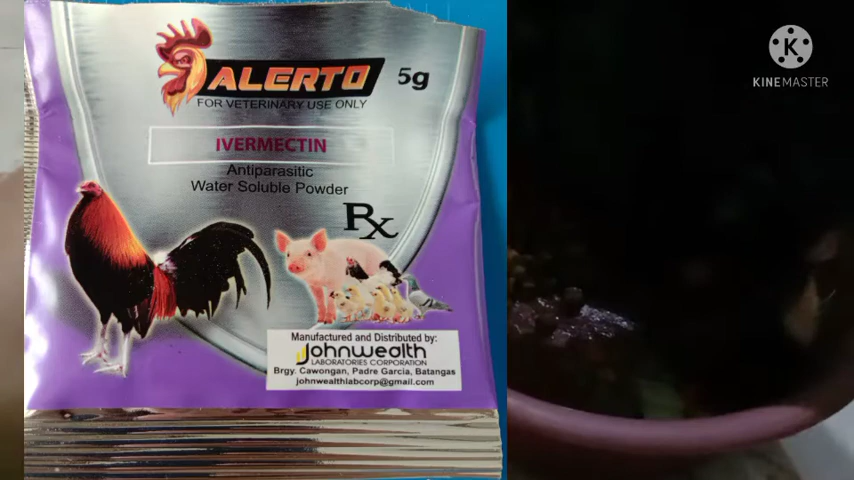 ALERTO
5g
FOR VETERINARY USE ONLY
IVERMECTIN
Antiparasitic
Water Soluble Powder
Rx
Manufactured and Distributed by:
Johnwealth
LABORATORIES CORPORATION
Brgy. Cawongan, Padre Garcia, Batangas
johnwealthlabcorp@gmail.com
K
KINEMASTER